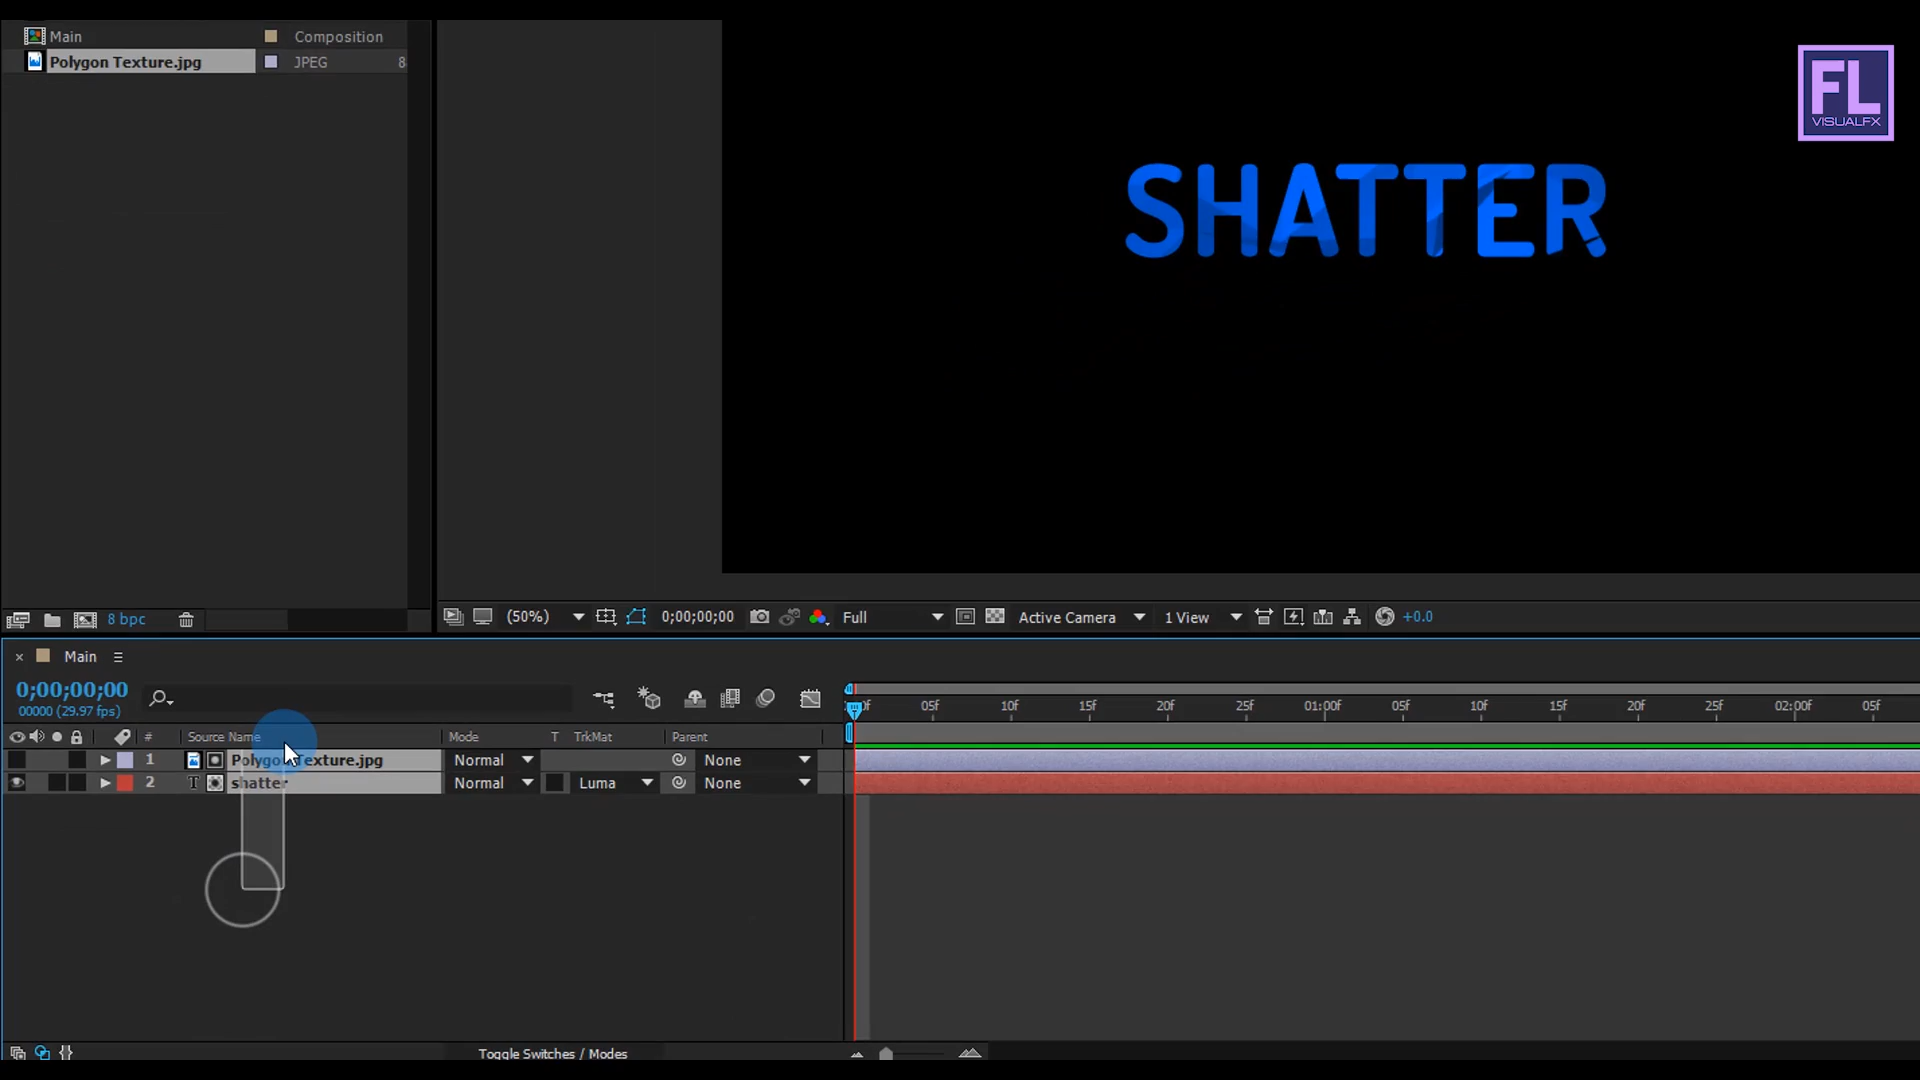 Main Composition
Polygon Texture.jpg JPEG 8
FL
VISUALFX
SHATTER
8 bpc
(50%) 0;00;00;00 Full Active Camera 1 View +0.0
× Main
0;00;00;00
00000 (29.97 fps)
05f 10f 15f 20f 25f 01:00f 05f 10f 15f 20f 25f 02:00f 05f
# Source Name Mode T TrkMat Parent
1 Polygon Texture.jpg Normal None
2 T shatter Normal Luma None
Toggle Switches / Modes